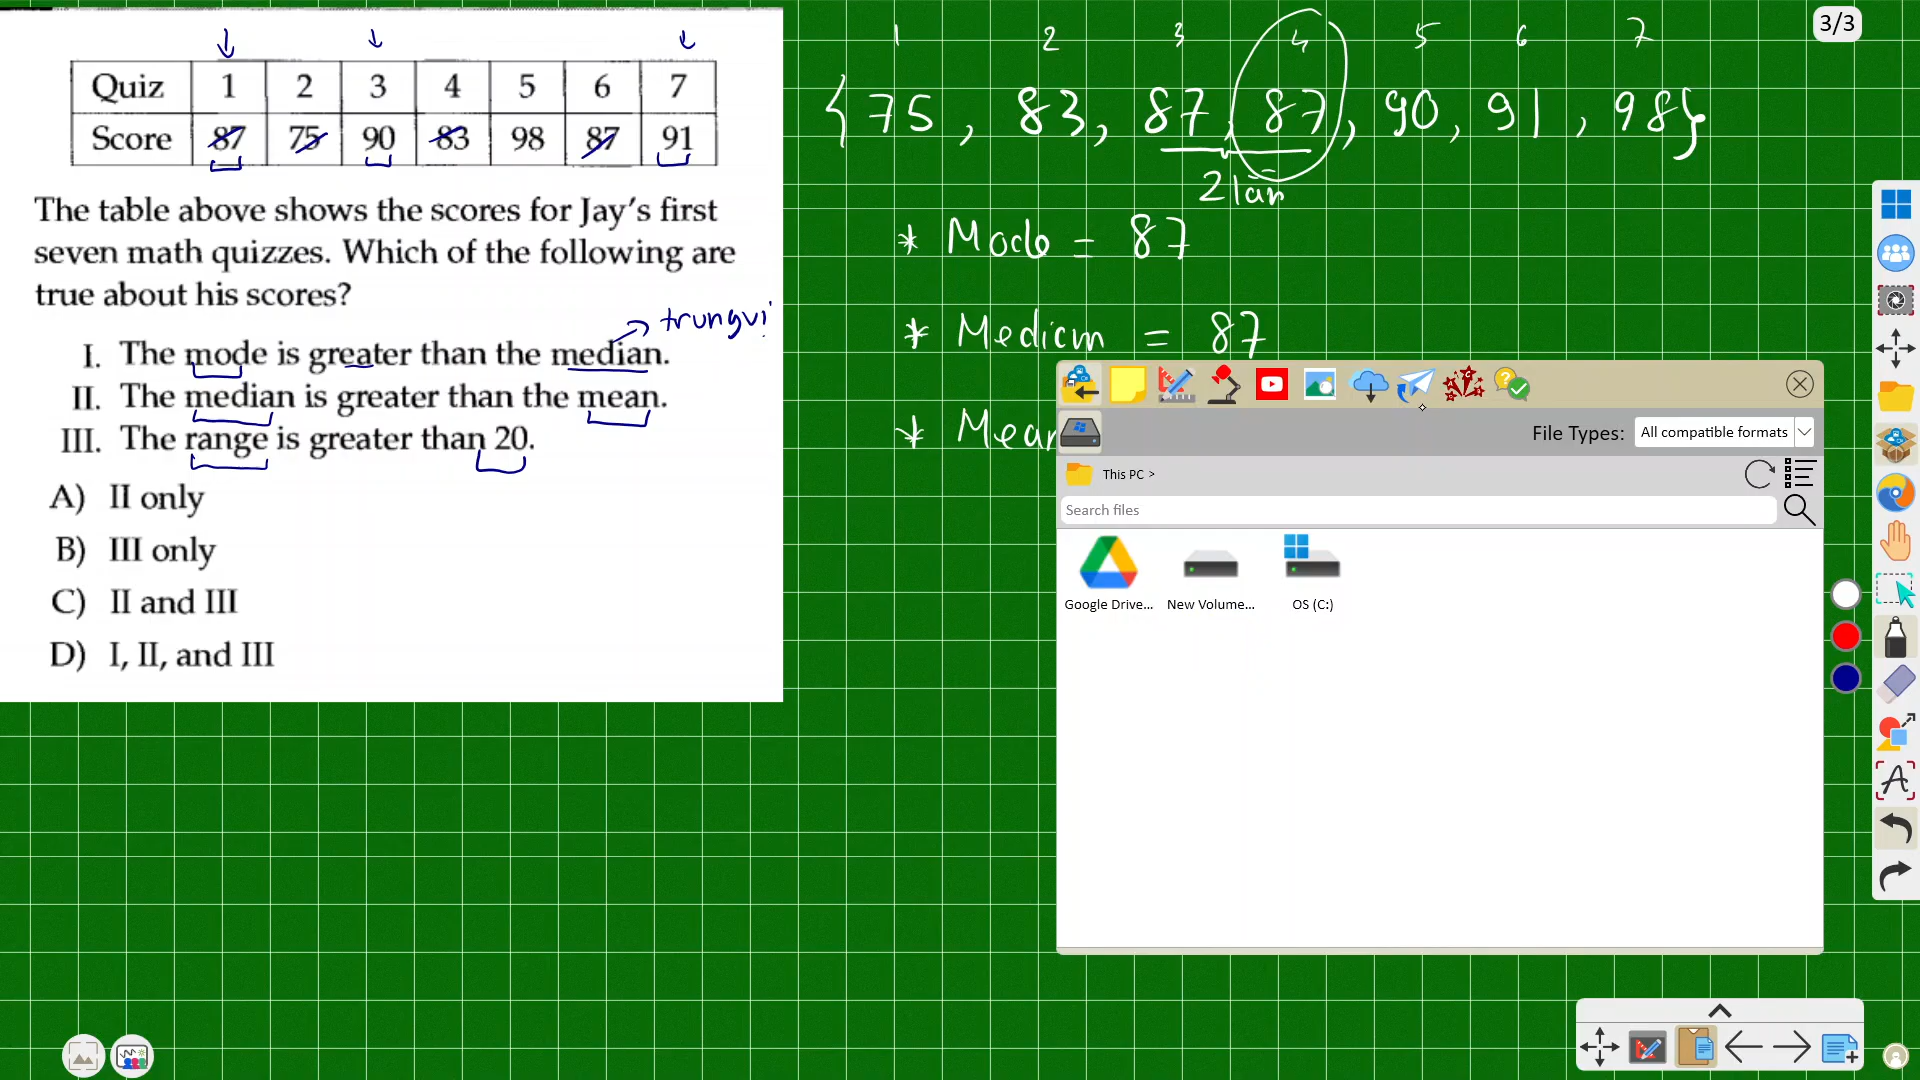 Quiz 1 2 3 4 5 6 7
Score 87 75 90 83 98 87 91
The table above shows the scores for Jay's first
seven math quizzes. Which of the following are
true about his scores?
trung vị
I. The mode is greater than the median.
II. The median is greater than the mean.
III. The range is greater than 20.
A) II only
B) III only
C) II and III
D) I, II, and III
1 2 3 4 5 6 7
{75, 83, 87, 87, 90, 91, 98}
2 lần
* Mode = 87
* Median = 87
* Mean
3/3
File Types: All compatible formats
This PC >
Search files
Google Drive... New Volume... OS (C:)